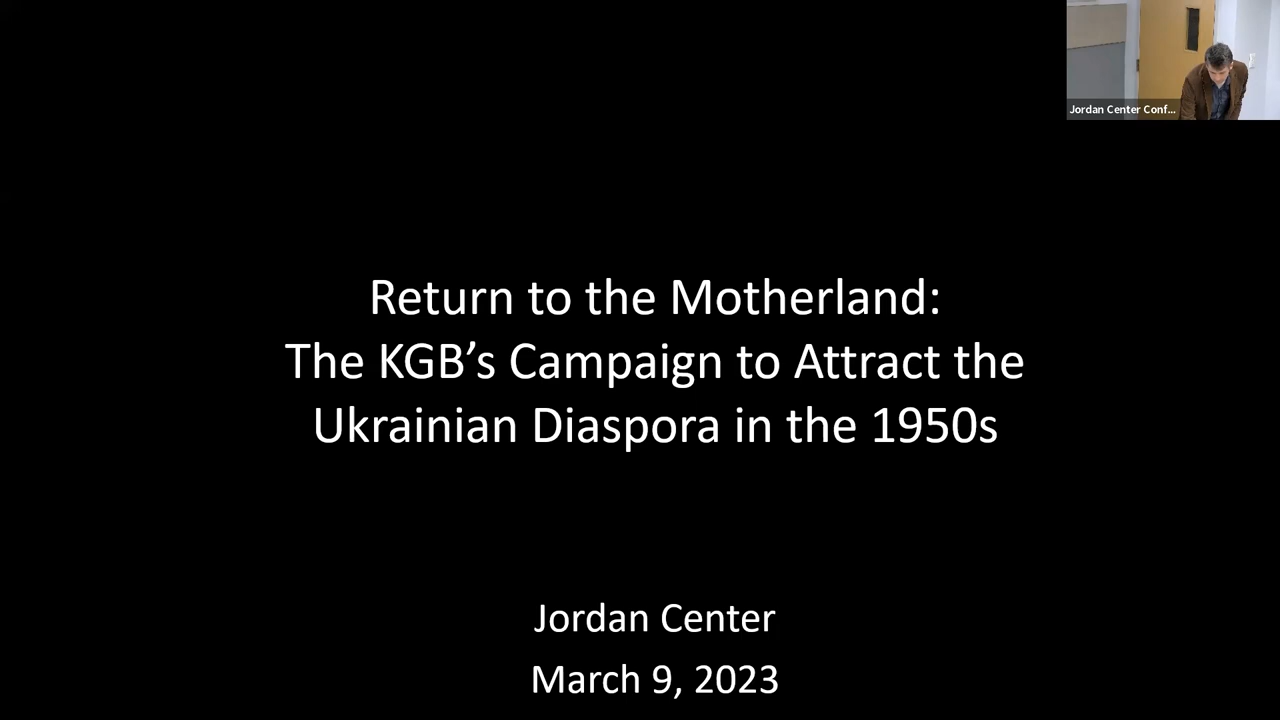 Jordan Center Conf...
Return to the Motherland:
The KGB’s Campaign to Attract the
Ukrainian Diaspora in the 1950s
Jordan Center
March 9, 2023